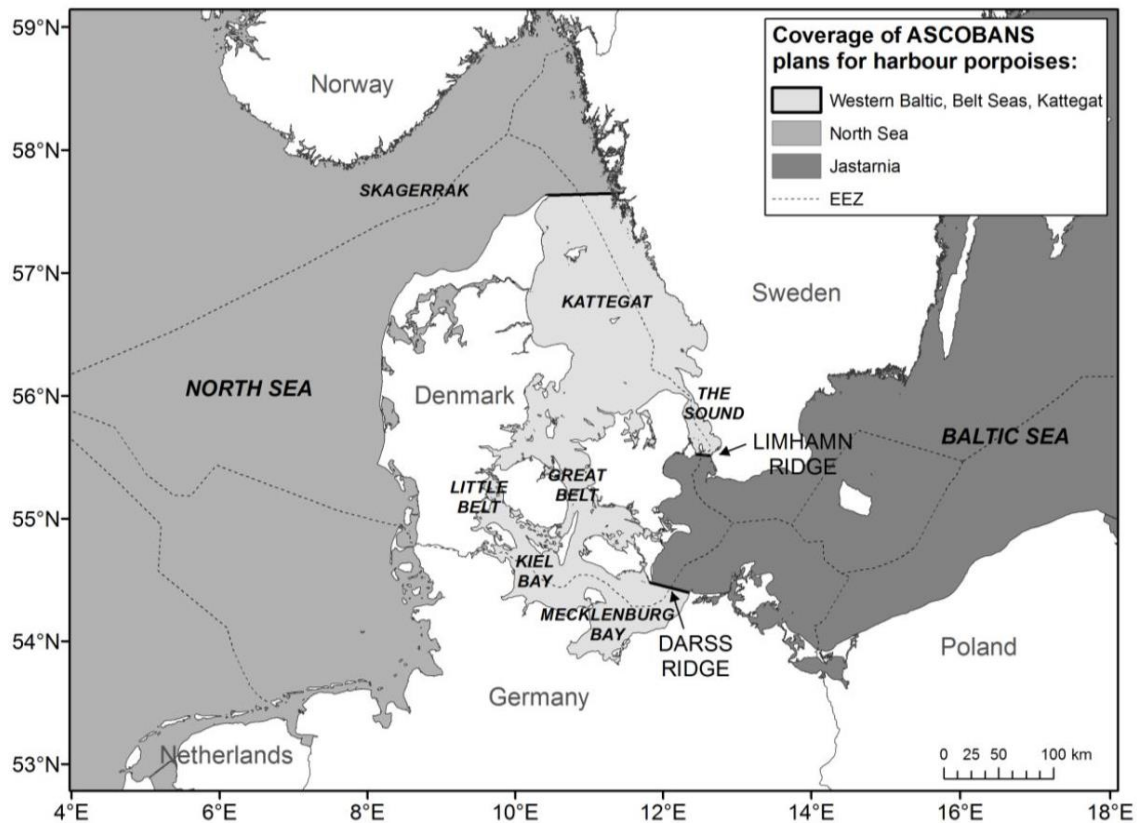 59°N
58°N
57°N
56°N
55°N
54°N
53°N
Coverage of ASCOBANS
plans for harbour porpoises:
Western Baltic, Belt Seas, Kattegat
North Sea
Jastarnia
EEZ
Norway
SKAGERRAK
KATTEGAT
Sweden
NORTH SEA
Denmark
THE
SOUND
LIMHAMN
RIDGE
BALTIC SEA
LITTLE
BELT
GREAT
BELT
KIEL
BAY
MECKLENBURG
BAY
DARSS
RIDGE
Poland
Germany
Netherlands
0 25 50 100 km
4°E 6°E 8°E 10°E 12°E 14°E 16°E 18°E